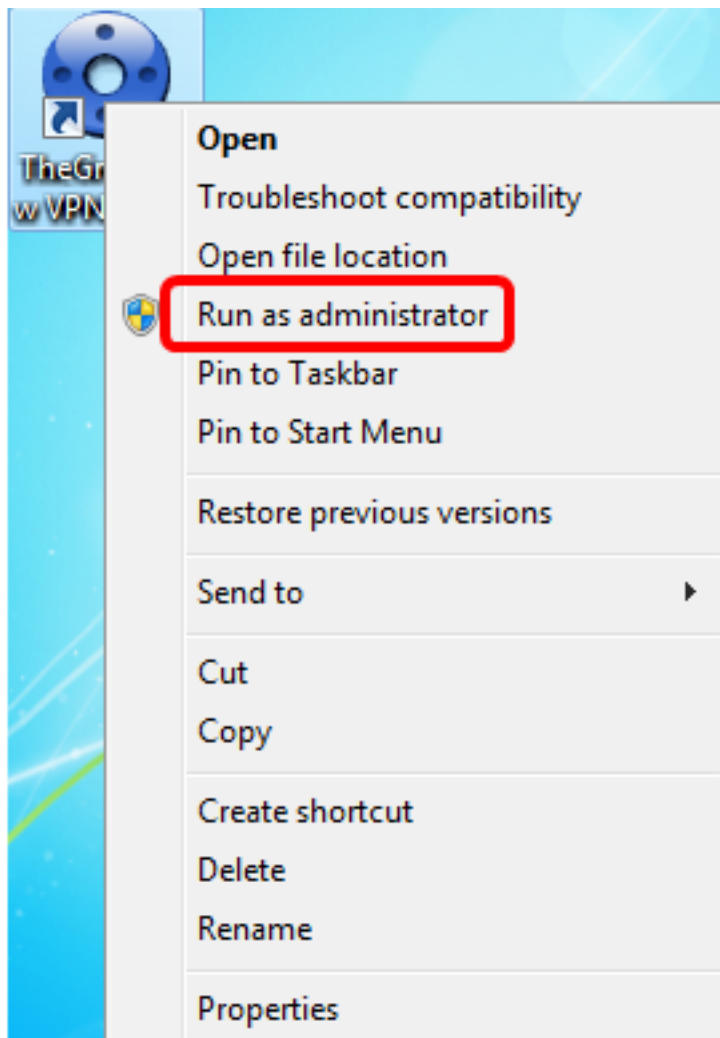 TheGr
w VPN
Open
Troubleshoot compatibility
Open file location
Run as administrator
Pin to Taskbar
Pin to Start Menu
Restore previous versions
Send to
Cut
Copy
Create shortcut
Delete
Rename
Properties